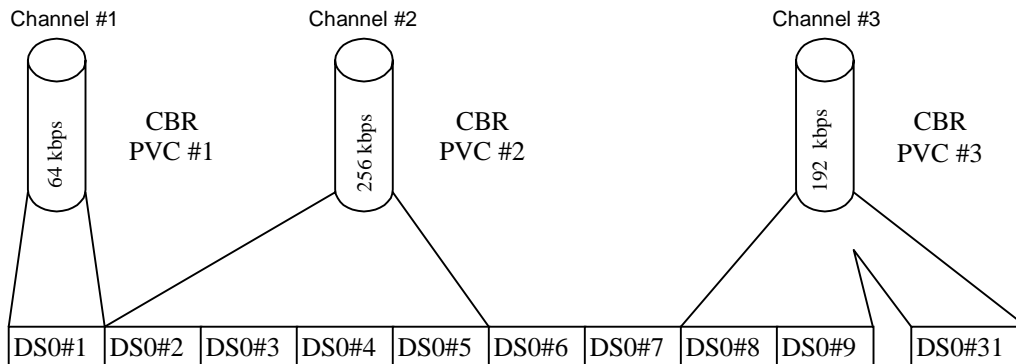 Channel #1
Channel #2
Channel #3
64 kbps
CBR
PVC #1
256 kbps
CBR
PVC #2
192 kbps
CBR
PVC #3
DS0#1 DS0#2 DS0#3 DS0#4 DS0#5 DS0#6 DS0#7 DS0#8 DS0#9 DS0#31